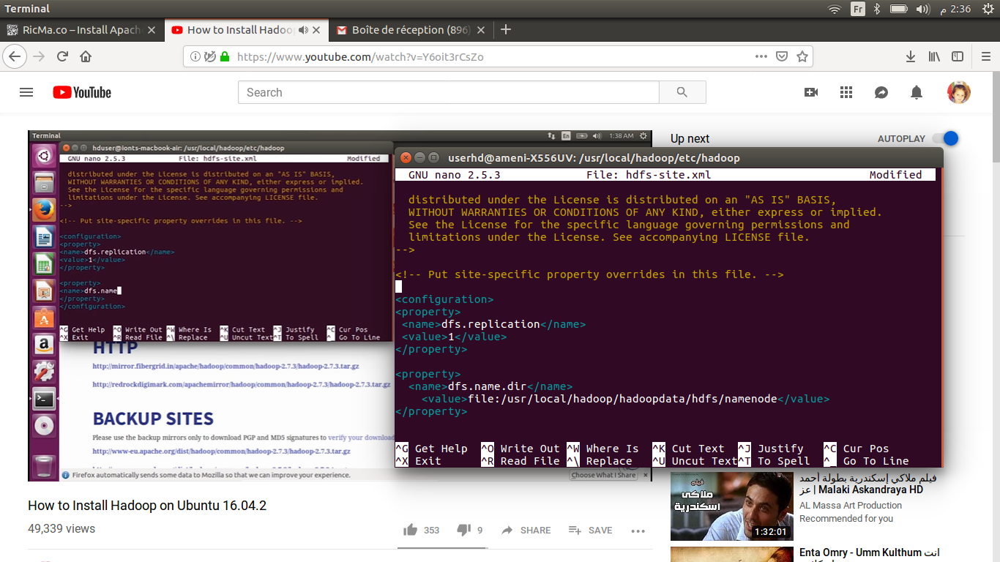 Terminal
Fr
2:36 م
RicMa.co – Install Apach
How to Install Hadoo
Boîte de réception (896)
https://www.youtube.com/watch?v=Y6oit3rCsZo
YouTube
Search
Terminal
En
1:38 AM
hduser@ionts-macbook-air: /usr/local/hadoop/etc/hadoop
GNU nano 2.5.3 File: hdfs-site.xml Modified
distributed under the License is distributed on an "AS IS" BASIS,
WITHOUT WARRANTIES OR CONDITIONS OF ANY KIND, either express or implied.
See the License for the specific language governing permissions and
limitations under the License. See accompanying LICENSE file.
-->
<!-- Put site-specific property overrides in this file. -->
<configuration>
<property>
<name>dfs.replication</name>
<value>1</value>
</property>
<property>
<name>dfs.name
</property>
</configuration>
^G Get Help ^O Write Out ^W Where Is ^K Cut Text ^J Justify ^C Cur Pos
^X Exit ^R Read File ^\ Replace ^U Uncut Text ^T To Spell ^_ Go To Line
HTTP
http://mirror.fibergrid.in/apache/hadoop/common/hadoop-2.7.3/hadoop-2.7.3.tar.gz
http://redrockdigimark.com/apachemirror/hadoop/common/hadoop-2.7.3/hadoop-2.7.3.tar.gz
BACKUP SITES
Please use the backup mirrors only to download PGP and MD5 signatures to verify your download
http://www-eu.apache.org/dist/hadoop/common/hadoop-2.7.3/hadoop-2.7.3.tar.gz
Firefox automatically sends some data to Mozilla so that we can improve your experience.
Choose What I Share
userhd@ameni-X556UV: /usr/local/hadoop/etc/hadoop
GNU nano 2.5.3 File: hdfs-site.xml Modified
distributed under the License is distributed on an "AS IS" BASIS,
WITHOUT WARRANTIES OR CONDITIONS OF ANY KIND, either express or implied.
See the License for the specific language governing permissions and
limitations under the License. See accompanying LICENSE file.
-->
<!-- Put site-specific property overrides in this file. -->
<configuration>
<property>
<name>dfs.replication</name>
<value>1</value>
</property>
<property>
<name>dfs.name.dir</name>
<value>file:/usr/local/hadoop/hadoopdata/hdfs/namenode</value>
</property>
^G Get Help ^O Write Out ^W Where Is ^K Cut Text ^J Justify ^C Cur Pos
^X Exit ^R Read File ^\ Replace ^U Uncut Text ^T To Spell ^_ Go To Line
Up next
AUTOPLAY
How to Install Hadoop on Ubuntu 16.04.2
49,339 views
353
9
SHARE
SAVE
فيلم
ملاكى
اسكندرية
1:32:01
فيلم ملاكي إسكندرية بطولة أحمد
عز | Malaki Askandraya HD
AL Massa Art Production
Recommended for you
Enta Omry - Umm Kulthum انت